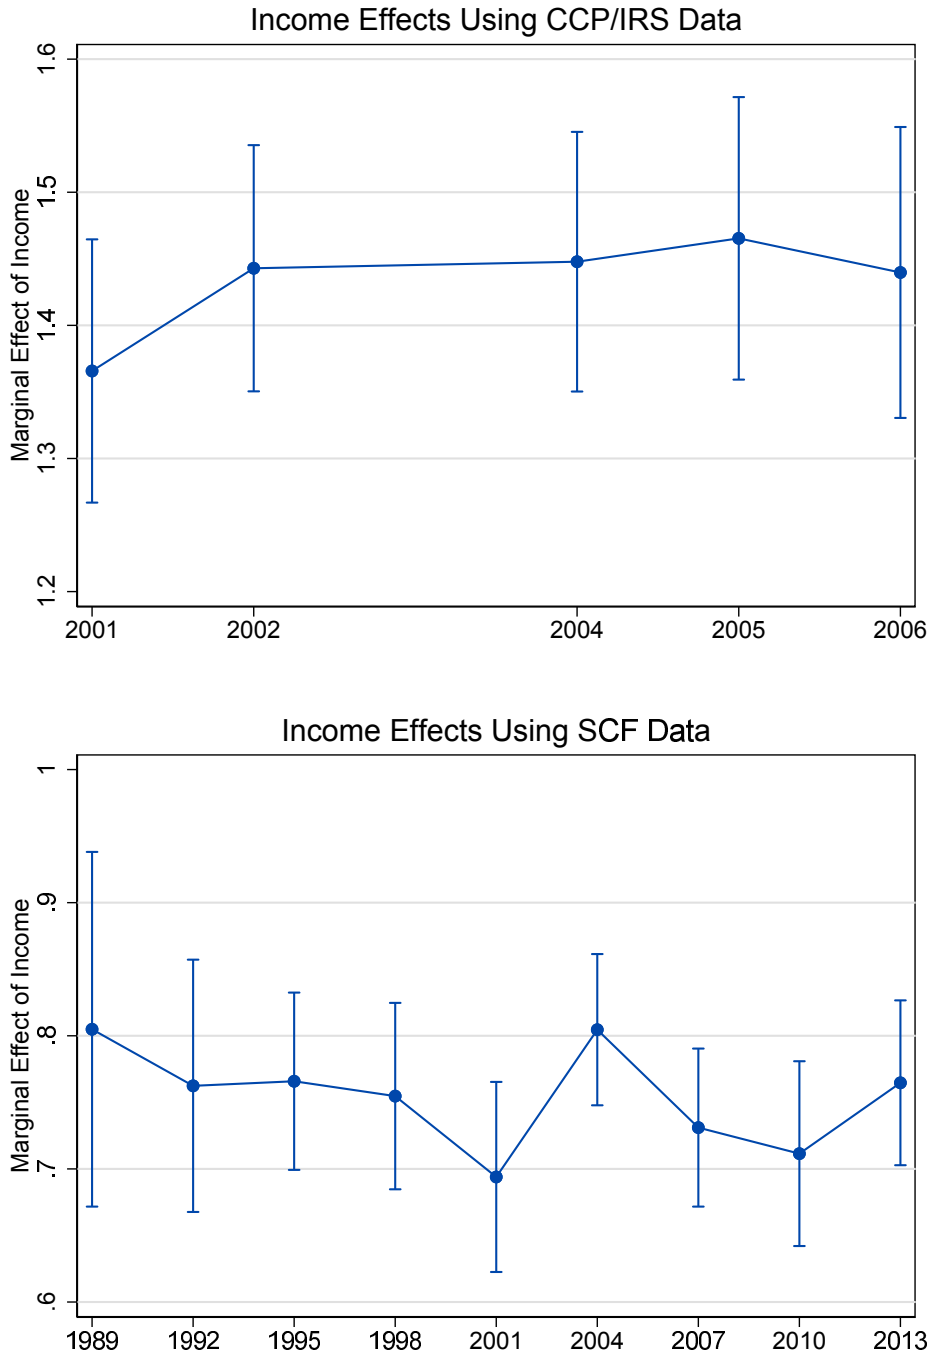 Income Effects Using CCP/IRS Data
Marginal Effect of Income
1.6
1.5
1.4
1.3
1.2
2001 2002 2004 2005 2006
Income Effects Using SCF Data
Marginal Effect of Income
1
.9
.8
.7
.6
1989 1992 1995 1998 2001 2004 2007 2010 2013